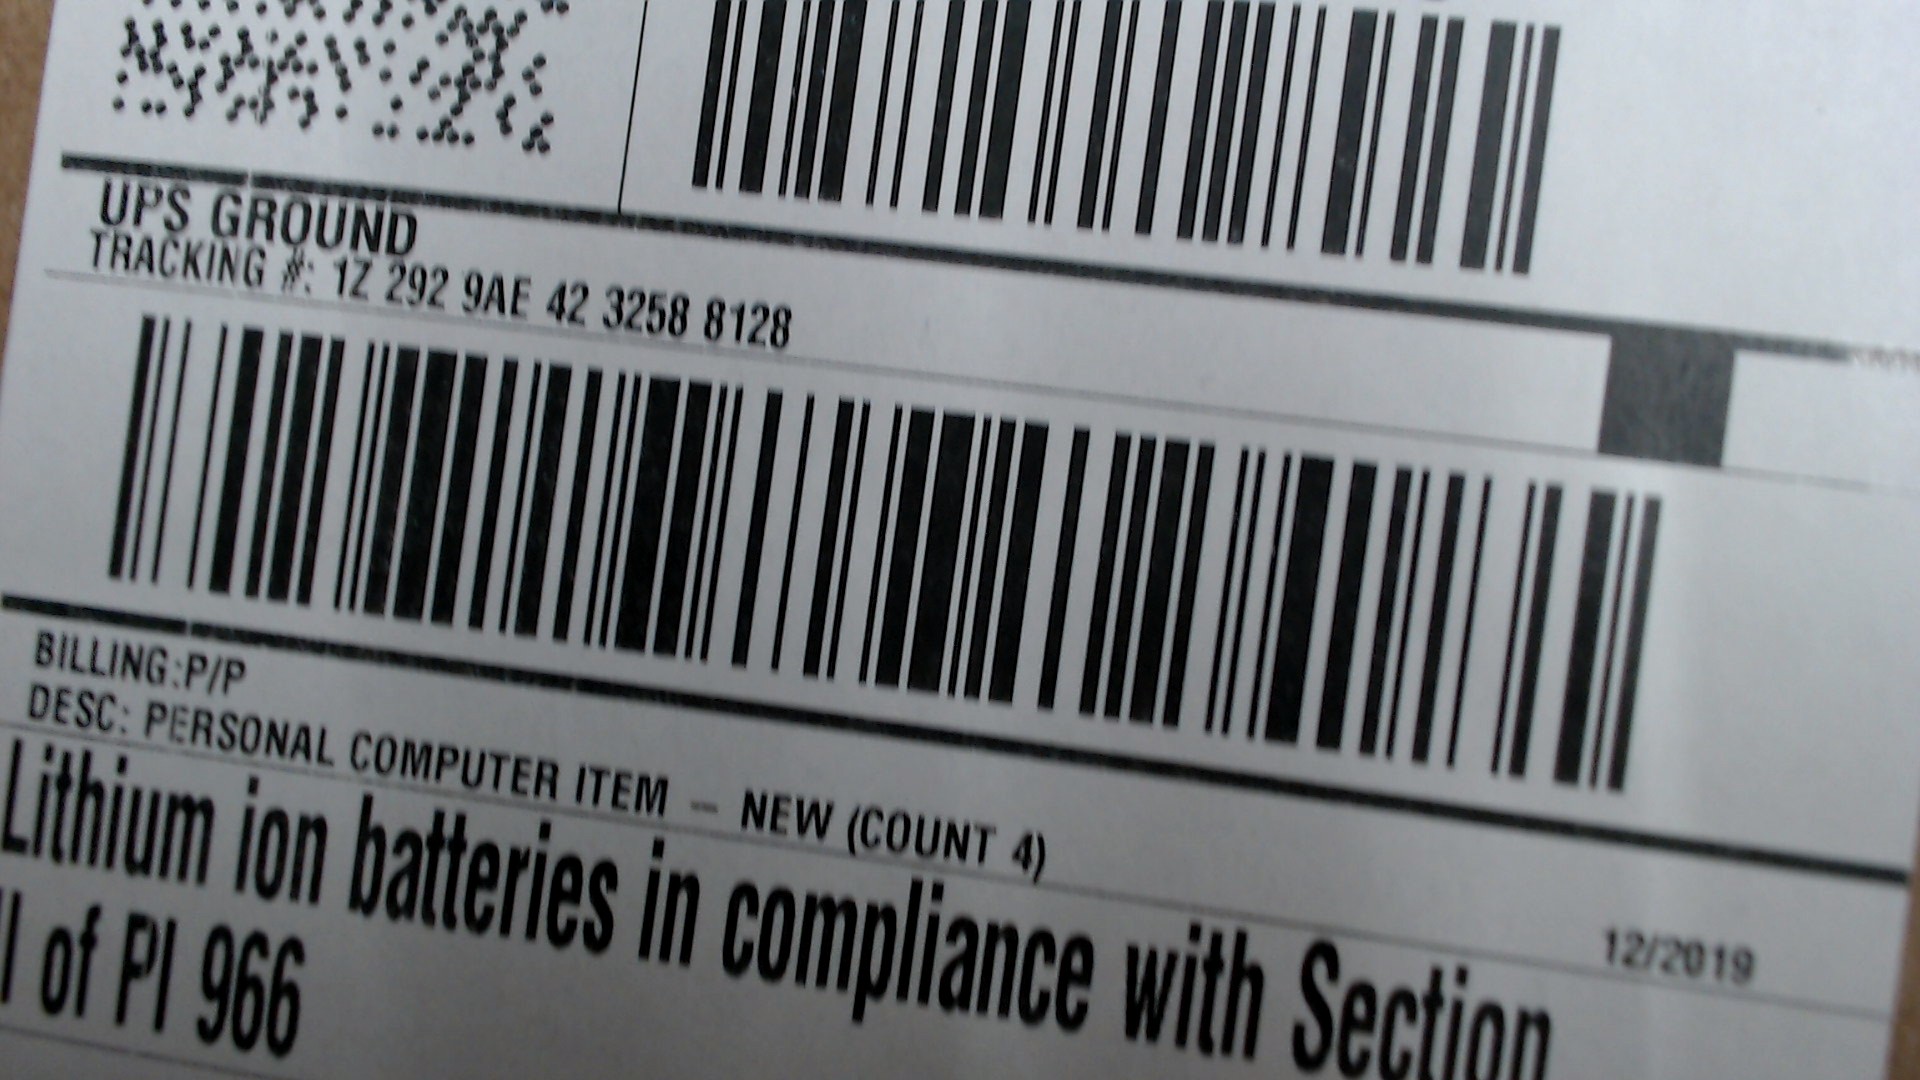 UPS GROUND
TRACKING #: 1Z 292 9AE 42 3258 8128
BILLING:P/P
DESC: PERSONAL COMPUTER ITEM - NEW (COUNT 4)
Lithium ion batteries in compliance with Section
12/2019
of PI 966